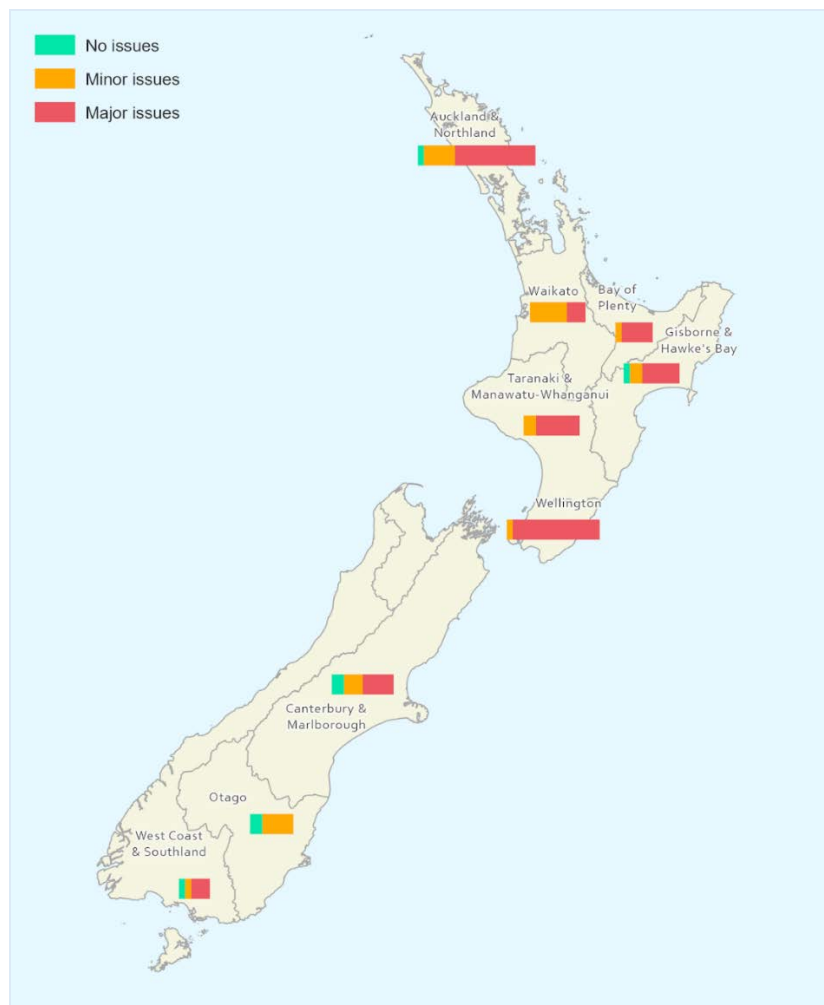 No issues
Minor issues
Major issues
Auckland &
Northland
Waikato
Bay of
Plenty
Gisborne &
Hawke's Bay
Taranaki &
Manawatu-Whanganui
Wellington
Canterbury &
Marlborough
Otago
West Coast
& Southland